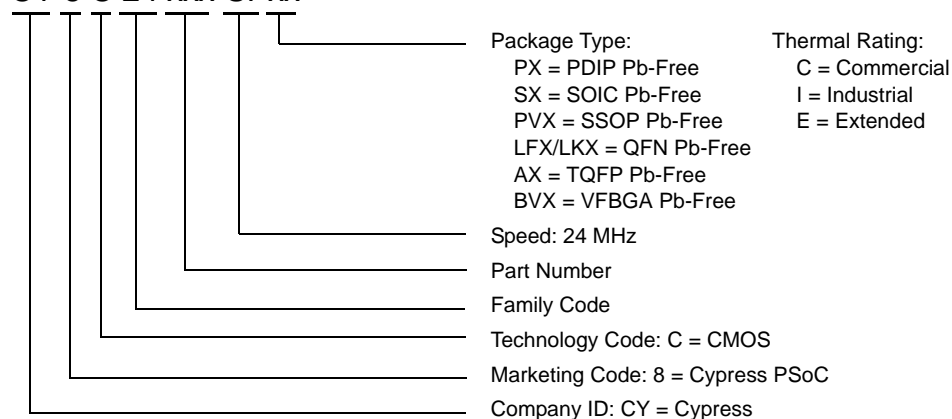 Package Type:
PX = PDIP Pb-Free
SX = SOIC Pb-Free
PVX = SSOP Pb-Free
LFX/LKX = QFN Pb-Free
AX = TQFP Pb-Free
BVX = VFBGA Pb-Free
Thermal Rating:
C = Commercial
I = Industrial
E = Extended
Speed: 24 MHz
Part Number
Family Code
Technology Code: C = CMOS
Marketing Code: 8 = Cypress PSoC
Company ID: CY = Cypress